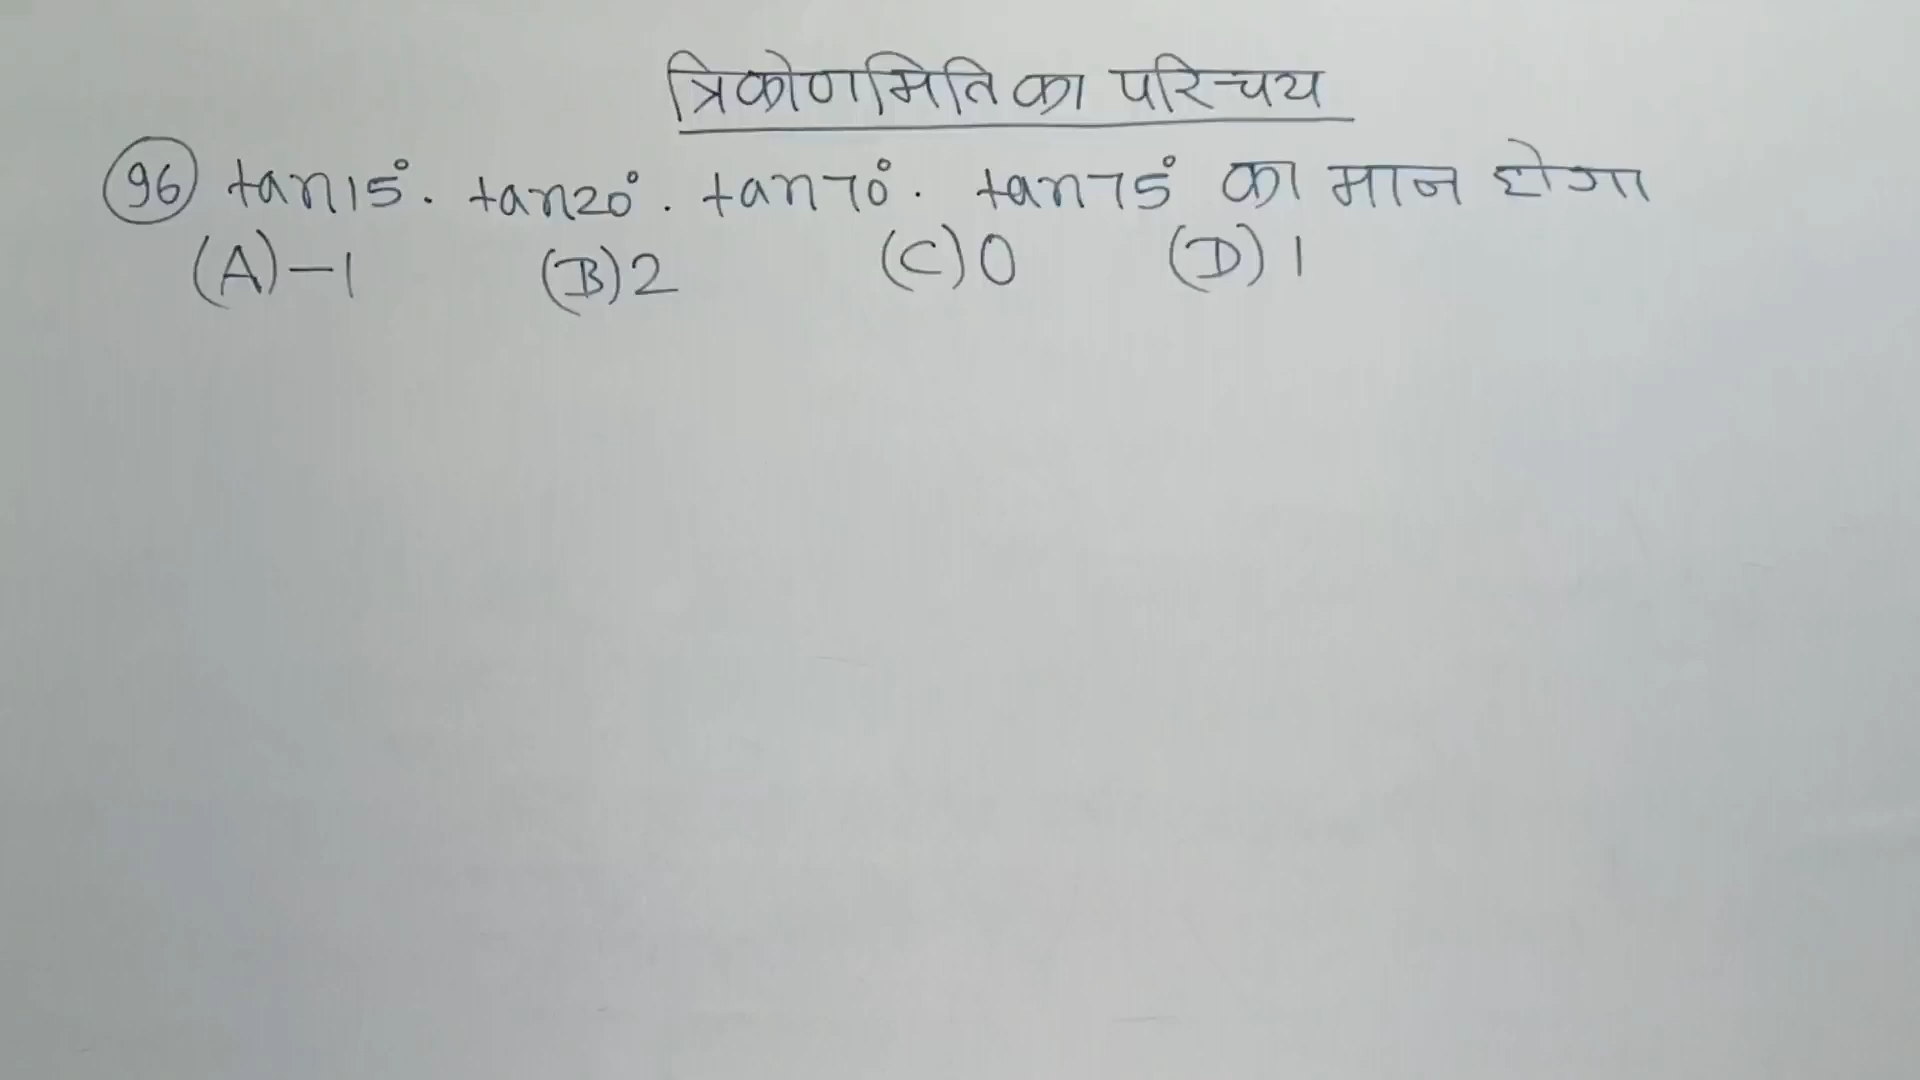 त्रिकोणमिति का परिचय
96 tan15°. tan20°. tan70°. tan75° का मान होगा
(A) -1 (B) 2 (C) 0 (D) 1